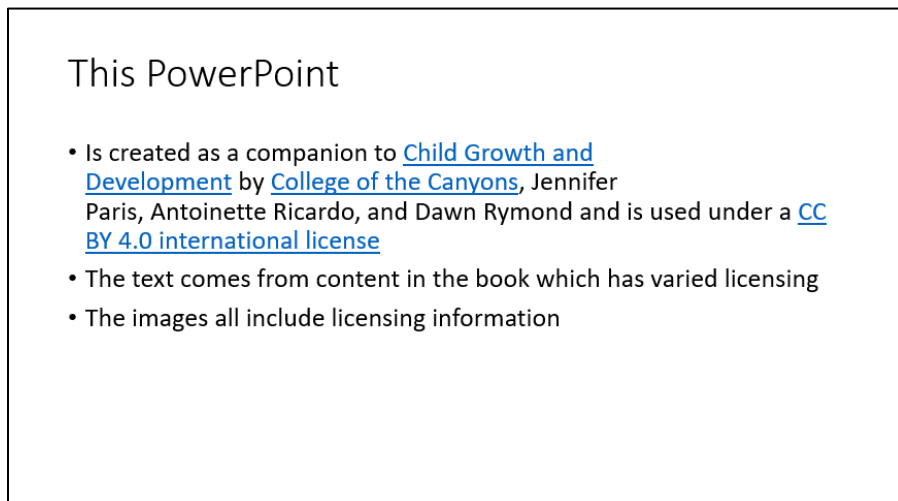 This PowerPoint
• Is created as a companion to Child Growth and
Development by College of the Canyons, Jennifer
Paris, Antoinette Ricardo, and Dawn Rymond and is used under a CC
BY 4.0 international license
• The text comes from content in the book which has varied licensing
• The images all include licensing information